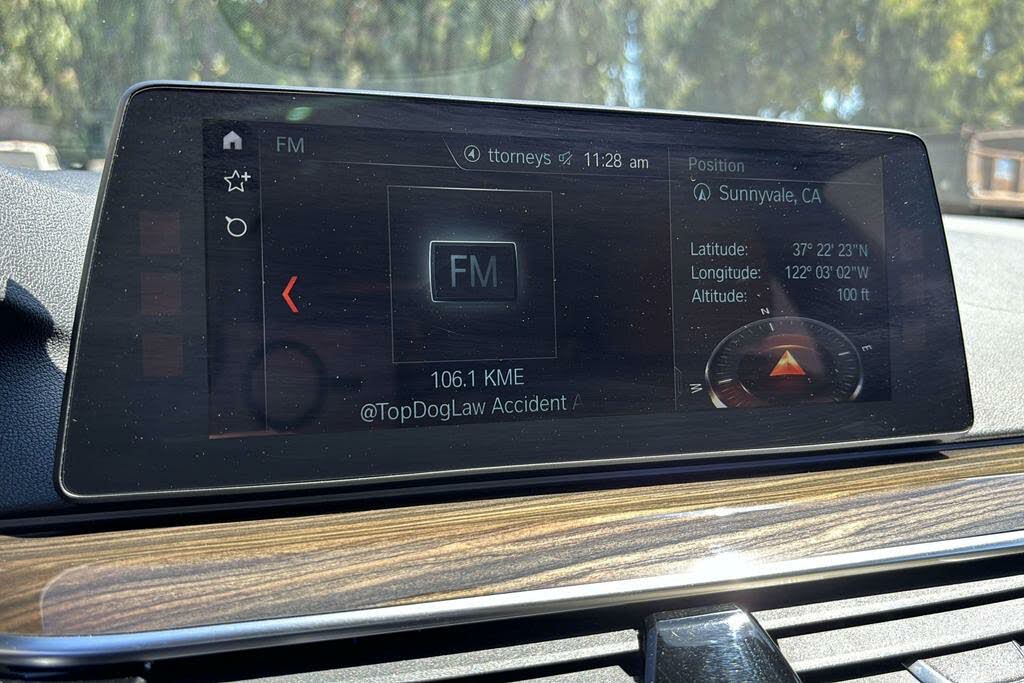 FM
ttorneys 11:28 am
FM
106.1 KME
@TopDogLaw Accident A
Position
Sunnyvale, CA
Latitude: 37° 22' 23"N
Longitude: 122° 03' 02"W
Altitude: 100 ft
N
E
W